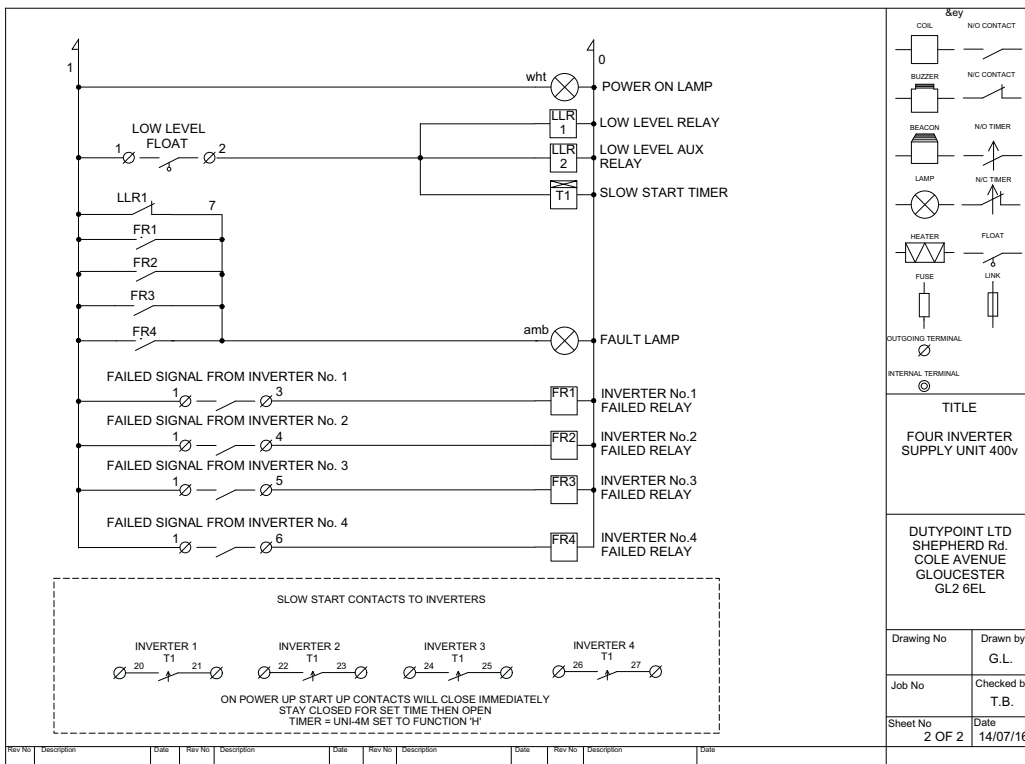 1
0
wht
POWER ON LAMP
LLR
1
LOW LEVEL RELAY
LOW LEVEL
FLOAT
1
2
LLR
2
LOW LEVEL AUX
RELAY
T1
SLOW START TIMER
LLR1
7
FR1
FR2
FR3
FR4
amb
FAULT LAMP
FAILED SIGNAL FROM INVERTER No. 1
1
3
FR1
INVERTER No.1
FAILED RELAY
FAILED SIGNAL FROM INVERTER No. 2
1
4
FR2
INVERTER No.2
FAILED RELAY
FAILED SIGNAL FROM INVERTER No. 3
1
5
FR3
INVERTER No.3
FAILED RELAY
FAILED SIGNAL FROM INVERTER No. 4
1
6
FR4
INVERTER No.4
FAILED RELAY
SLOW START CONTACTS TO INVERTERS
INVERTER 1
T1
20
21
INVERTER 2
T1
22
23
INVERTER 3
T1
24
25
INVERTER 4
T1
26
27
ON POWER UP START UP CONTACTS WILL CLOSE IMMEDIATELY
STAY CLOSED FOR SET TIME THEN OPEN
TIMER = UNI-4M SET TO FUNCTION 'H'
&ey
COIL
N/O CONTACT
BUZZER
N/C CONTACT
BEACON
N/O TIMER
LAMP
N/C TIMER
HEATER
FLOAT
FUSE
LINK
OUTGOING TERMINAL
INTERNAL TERMINAL
TITLE
FOUR INVERTER
SUPPLY UNIT 400v
DUTYPOINT LTD
SHEPHERD Rd.
COLE AVENUE
GLOUCESTER
GL2 6EL
Drawing No
Drawn by
G.L.
Job No
Checked b
T.B.
Sheet No
2 OF 2
Date
14/07/16
Rev No Description Date Rev No Description Date Rev No Description Date Rev No Description Date